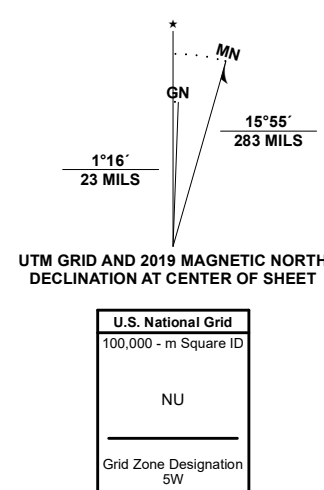 ★
MN
GN
15°55´
283 MILS
1°16´
23 MILS
UTM GRID AND 2019 MAGNETIC NORTH
DECLINATION AT CENTER OF SHEET
U.S. National Grid
100,000 - m Square ID
NU
Grid Zone Designation
5W